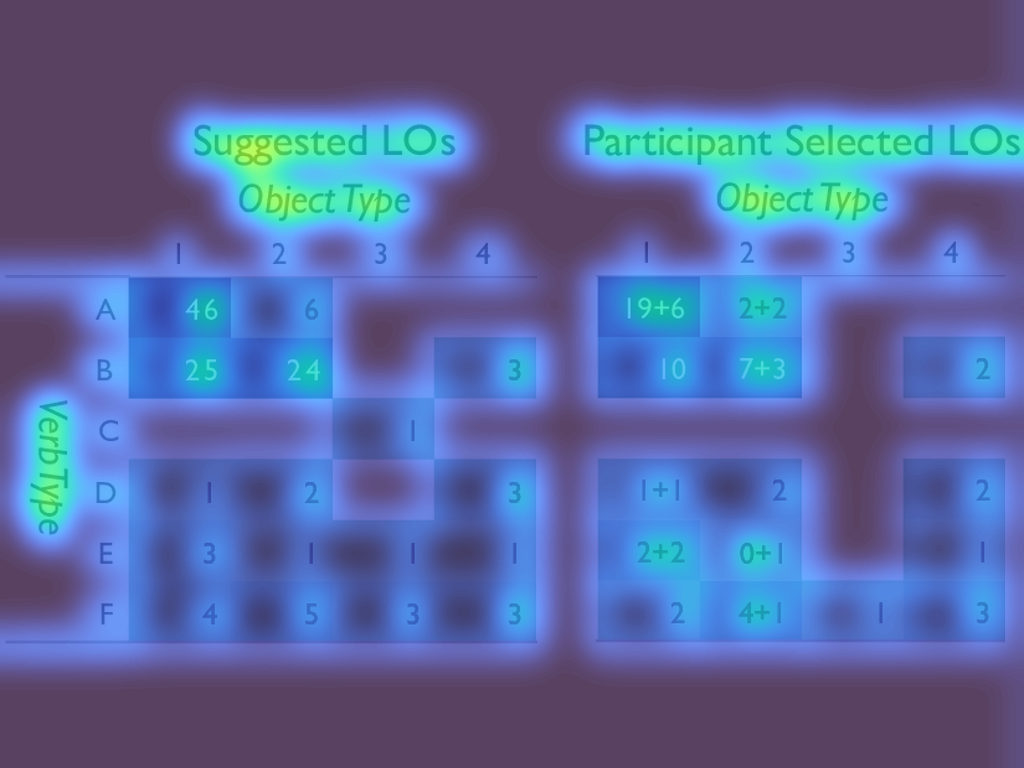 Suggested LOs Participant Selected LOs
Object Type Object Type
1 2 3 4 1 2 3 4
A 46 6 19+6 2+2
B 25 24 3 10 7+3 2
C 1
Verb Type
D 1 2 3 1+1 2 2
E 3 1 1 1 2+2 0+1 1
F 4 5 3 3 2 4+1 1 3